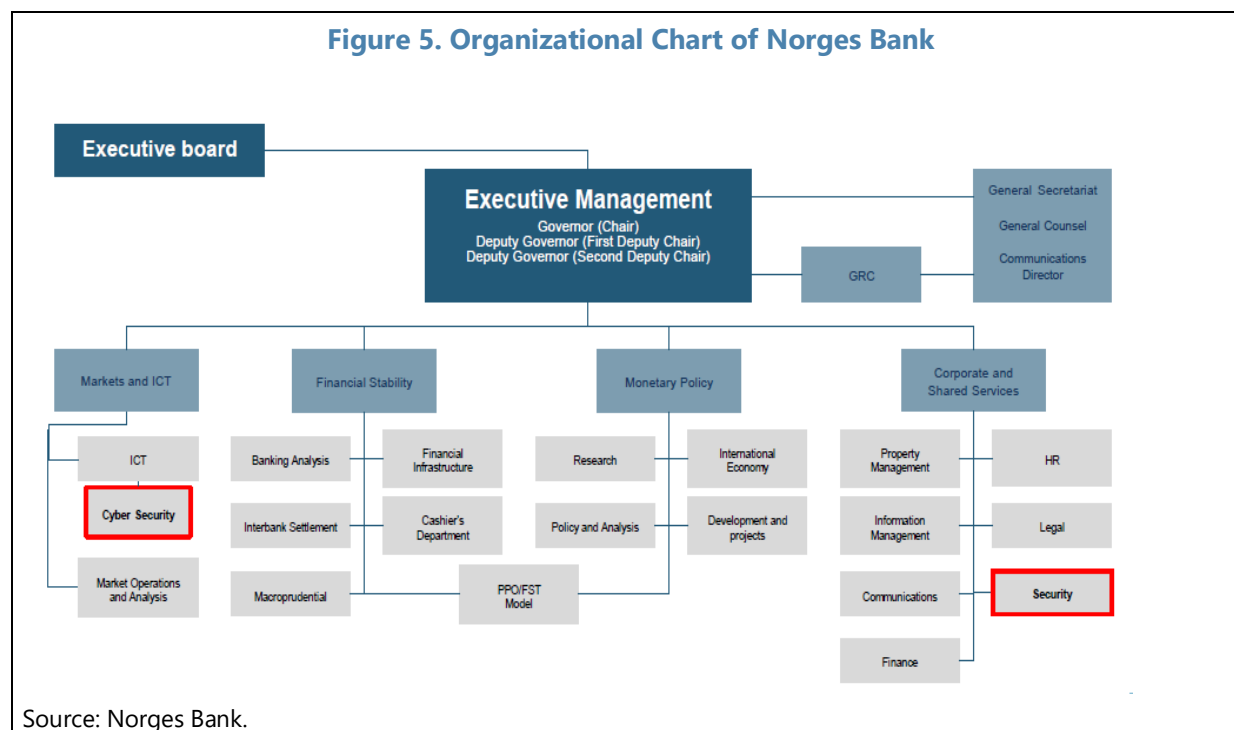 Figure 5. Organizational Chart of Norges Bank
Executive board
Executive Management
Governor (Chair)
Deputy Governor (First Deputy Chair)
Deputy Governor (Second Deputy Chair)
General Secretariat
General Counsel
Communications
Director
GRC
Markets and ICT
Financial Stability
Monetary Policy
Corporate and
Shared Services
ICT
Cyber Security
Market Operations
and Analysis
Banking Analysis
Financial
Infrastructure
Interbank Settlement
Cashier's
Department
Macroprudential
PPO/FST
Model
Research
International
Economy
Policy and Analysis
Development and
projects
Property
Management
HR
Information
Management
Legal
Communications
Security
Finance
Source: Norges Bank.